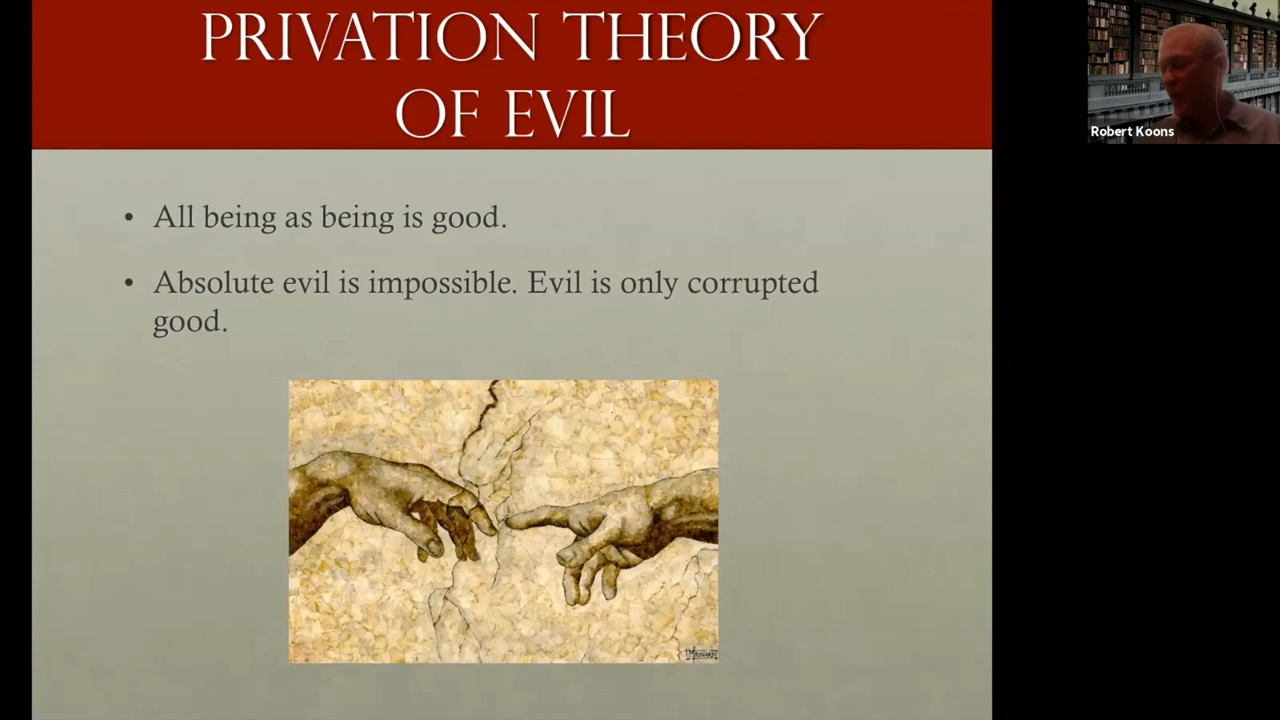 PRIVATION THEORY
OF EVIL
Robert Koons
• All being as being is good.
• Absolute evil is impossible. Evil is only corrupted
good.